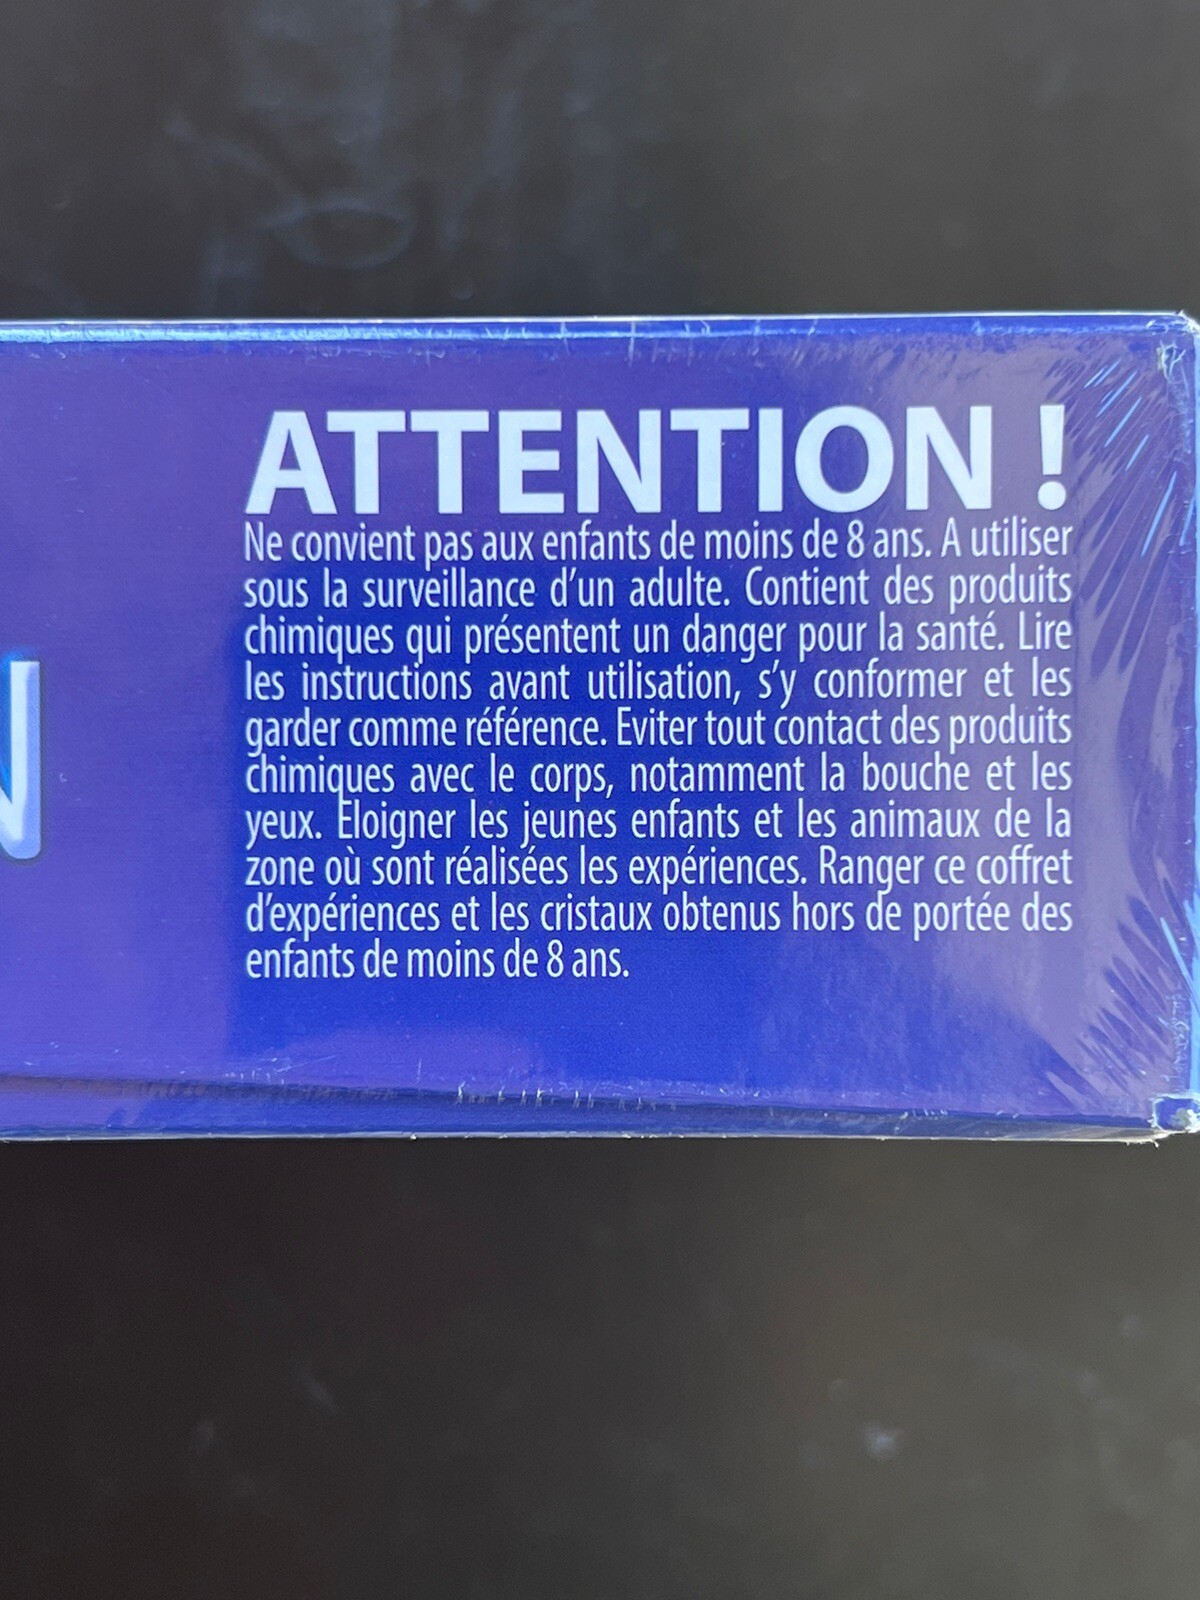 ATTENTION !
Ne convient pas aux enfants de moins de 8 ans. A utiliser
sous la surveillance d'un adulte. Contient des produits
chimiques qui présentent un danger pour la santé. Lire
les instructions avant utilisation, s'y conformer et les
garder comme référence. Eviter tout contact des produits
chimiques avec le corps, notamment la bouche et les
yeux. Eloigner les jeunes enfants et les animaux de la
zone où sont réalisées les expériences. Ranger ce coffret
d'expériences et les cristaux obtenus hors de portée des
enfants de moins de 8 ans.
N